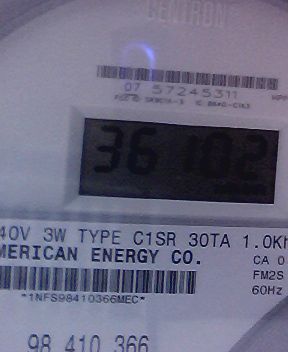 CENTRON
07 57245311
36102
40V 3W TYPE C1SR 30TA 1.0Kh
MERICAN ENERGY CO.
CA 0
FM2S
60Hz
*1NFS98410366MEC*
98 410 366